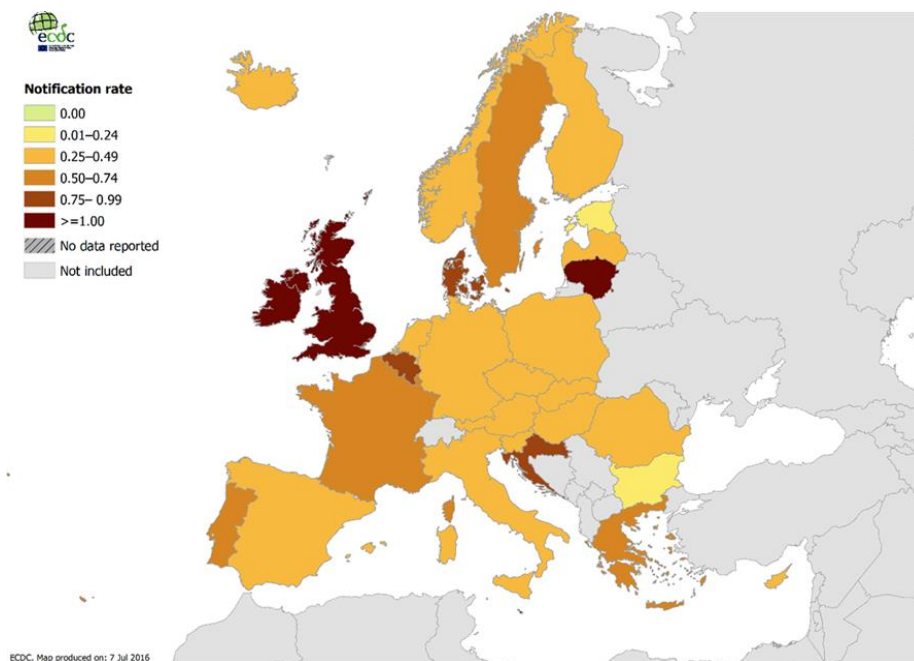 ecdc
Notification rate
0.00
0.01–0.24
0.25–0.49
0.50–0.74
0.75– 0.99
>=1.00
No data reported
Not included
ECDC. Map produced on: 7 Jul 2016